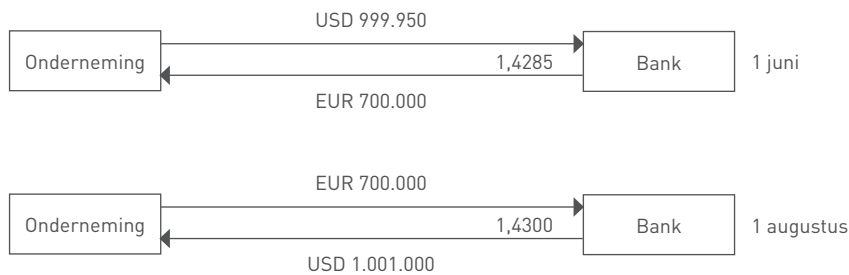 USD 999.950
Onderneming
1,4285
Bank
1 juni
EUR 700.000
EUR 700.000
Onderneming
1,4300
Bank
1 augustus
USD 1.001.000